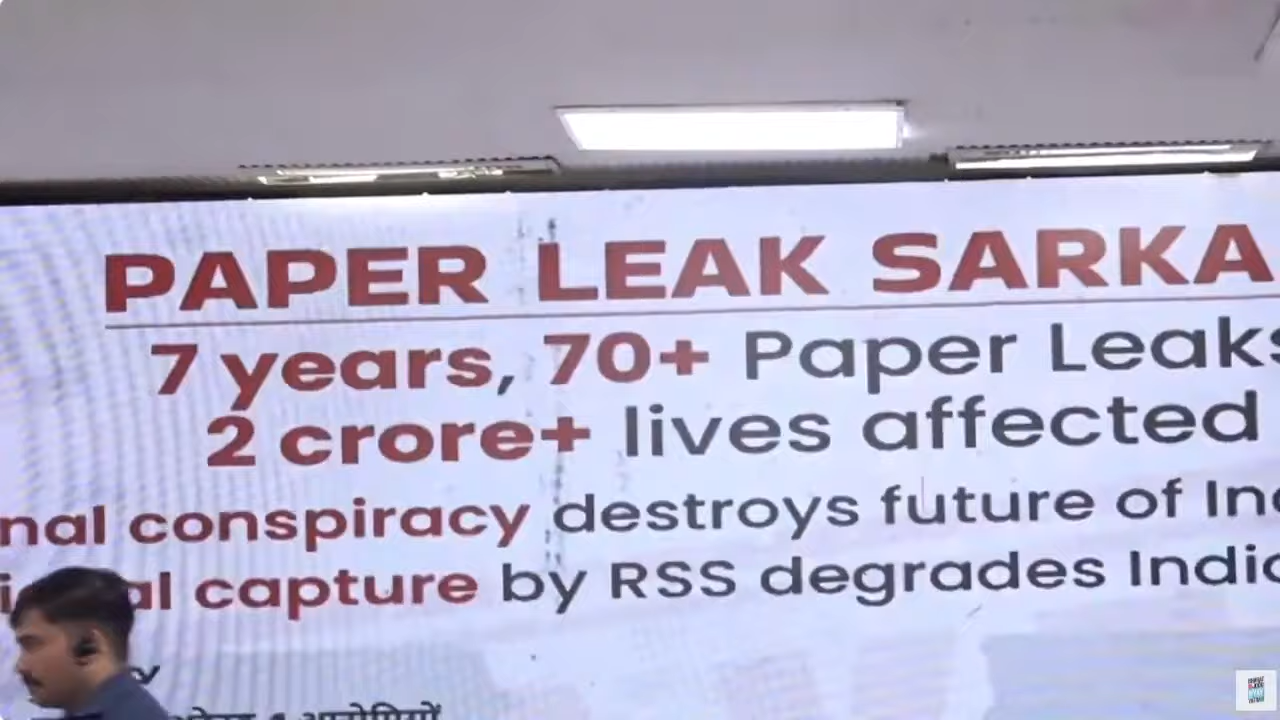 PAPER LEAK SARKA
7 years, 70+ Paper Leaks
2 crore+ lives affected
nal conspiracy destroys future of In
al capture by RSS degrades Indi